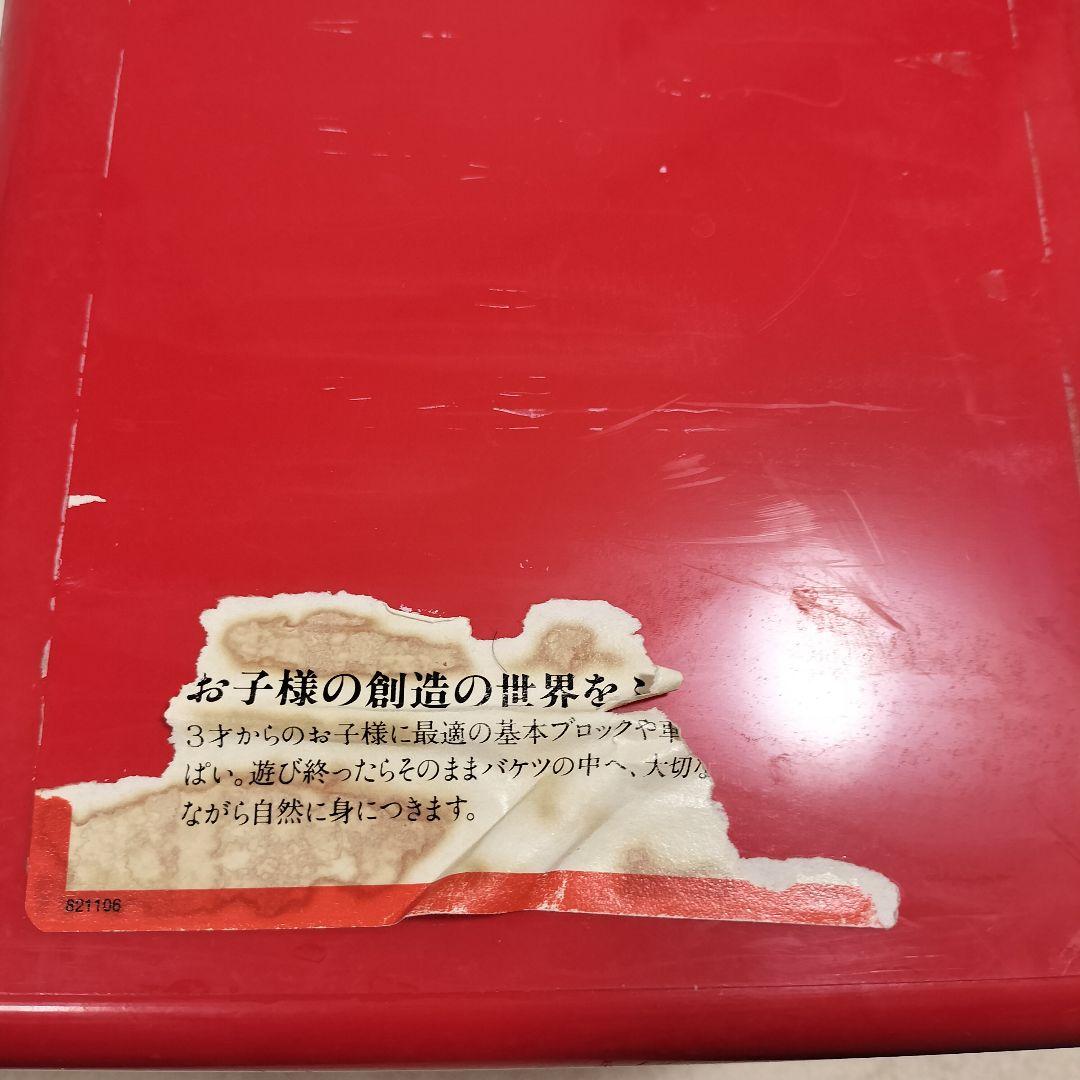 お子様の創造の世界を
3才からのお子様に最適の基本ブロックや
ぱい。遊び終ったらそのままバケツの中へ、大切な
ながら自然に身につきます。
821106